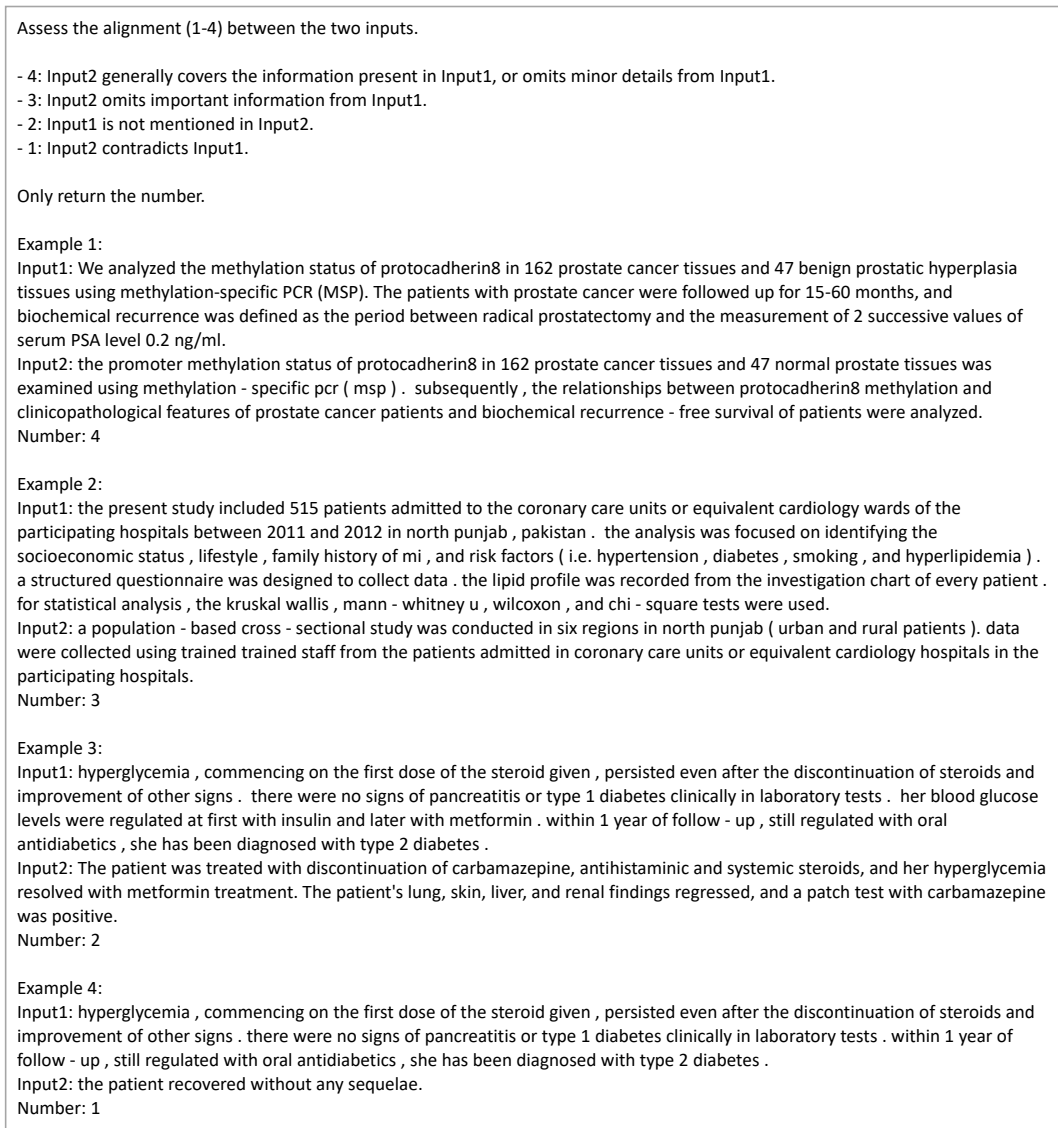 Assess the alignment (1-4) between the two inputs.
- 4: Input2 generally covers the information present in Input1, or omits minor details from Input1.
- 3: Input2 omits important information from Input1.
- 2: Input1 is not mentioned in Input2.
- 1: Input2 contradicts Input1.
Only return the number.
Example 1:
Input1: We analyzed the methylation status of protocadherin8 in 162 prostate cancer tissues and 47 benign prostatic hyperplasia
tissues using methylation-specific PCR (MSP). The patients with prostate cancer were followed up for 15-60 months, and
biochemical recurrence was defined as the period between radical prostatectomy and the measurement of 2 successive values of
serum PSA level 0.2 ng/ml.
Input2: the promoter methylation status of protocadherin8 in 162 prostate cancer tissues and 47 normal prostate tissues was
examined using methylation - specific pcr ( msp ) .  subsequently , the relationships between protocadherin8 methylation and
clinicopathological features of prostate cancer patients and biochemical recurrence - free survival of patients were analyzed.
Number: 4
Example 2:
Input1: the present study included 515 patients admitted to the coronary care units or equivalent cardiology wards of the
participating hospitals between 2011 and 2012 in north punjab , pakistan .  the analysis was focused on identifying the
socioeconomic status , lifestyle , family history of mi , and risk factors ( i.e. hypertension , diabetes , smoking , and hyperlipidemia ) .
a structured questionnaire was designed to collect data . the lipid profile was recorded from the investigation chart of every patient .
for statistical analysis , the kruskal wallis , mann - whitney u , wilcoxon , and chi - square tests were used.
Input2: a population - based cross - sectional study was conducted in six regions in north punjab ( urban and rural patients ). data
were collected using trained trained staff from the patients admitted in coronary care units or equivalent cardiology hospitals in the
participating hospitals.
Number: 3
Example 3:
Input1: hyperglycemia , commencing on the first dose of the steroid given , persisted even after the discontinuation of steroids and
improvement of other signs .  there were no signs of pancreatitis or type 1 diabetes clinically in laboratory tests .  her blood glucose
levels were regulated at first with insulin and later with metformin . within 1 year of follow - up , still regulated with oral
antidiabetics , she has been diagnosed with type 2 diabetes .
Input2: The patient was treated with discontinuation of carbamazepine, antihistaminic and systemic steroids, and her hyperglycemia
resolved with metformin treatment. The patient's lung, skin, liver, and renal findings regressed, and a patch test with carbamazepine
was positive.
Number: 2
Example 4:
Input1: hyperglycemia , commencing on the first dose of the steroid given , persisted even after the discontinuation of steroids and
improvement of other signs . there were no signs of pancreatitis or type 1 diabetes clinically in laboratory tests . within 1 year of
follow - up , still regulated with oral antidiabetics , she has been diagnosed with type 2 diabetes .
Input2: the patient recovered without any sequelae.
Number: 1